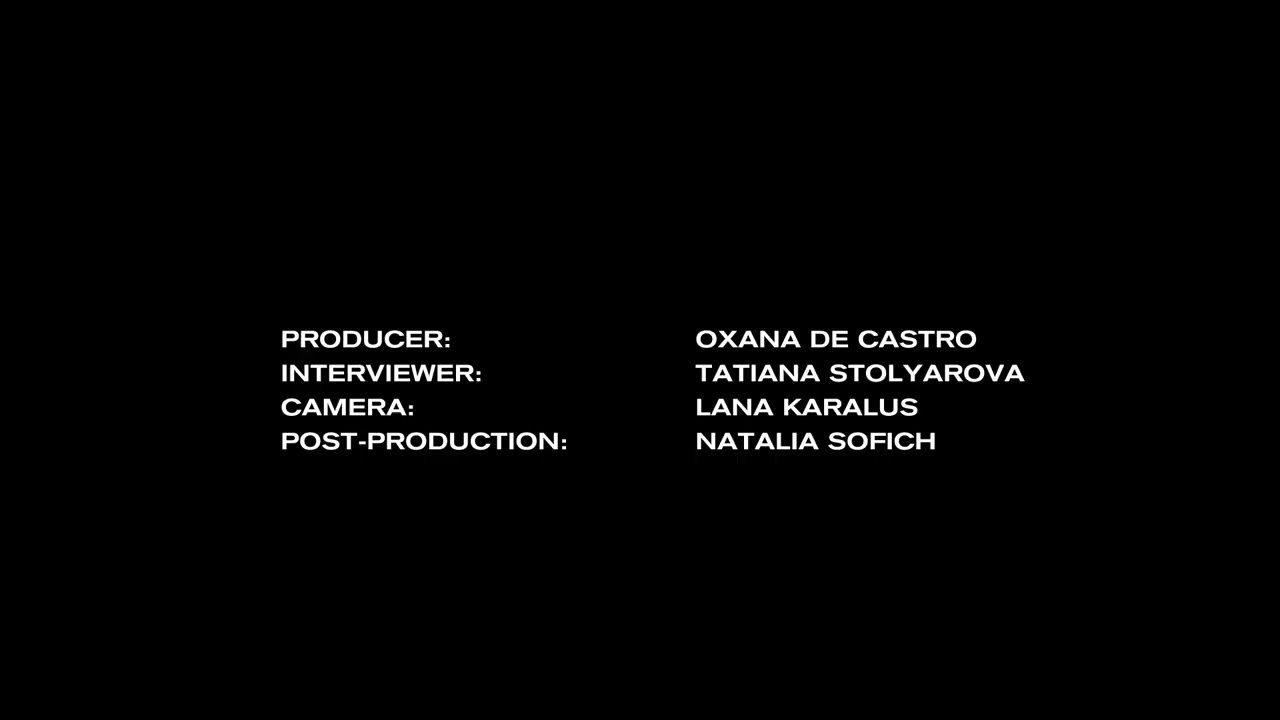 PRODUCER: OXANA DE CASTRO
INTERVIEWER: TATIANA STOLYAROVA
CAMERA: LANA KARALUS
POST-PRODUCTION: NATALIA SOFICH